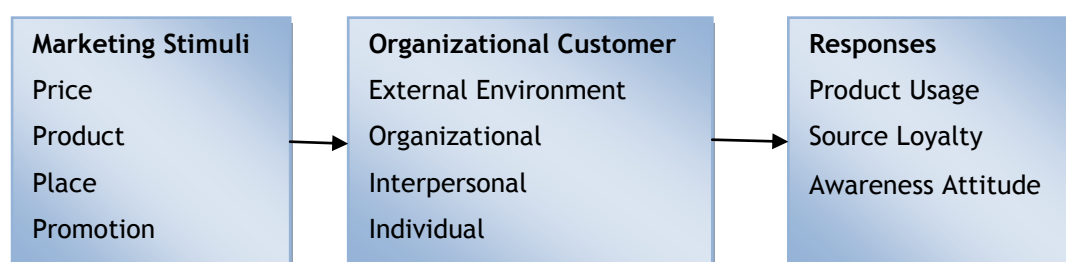 Marketing Stimuli
Price
Product
Place
Promotion
Organizational Customer
External Environment
Organizational
Interpersonal
Individual
Responses
Product Usage
Source Loyalty
Awareness Attitude